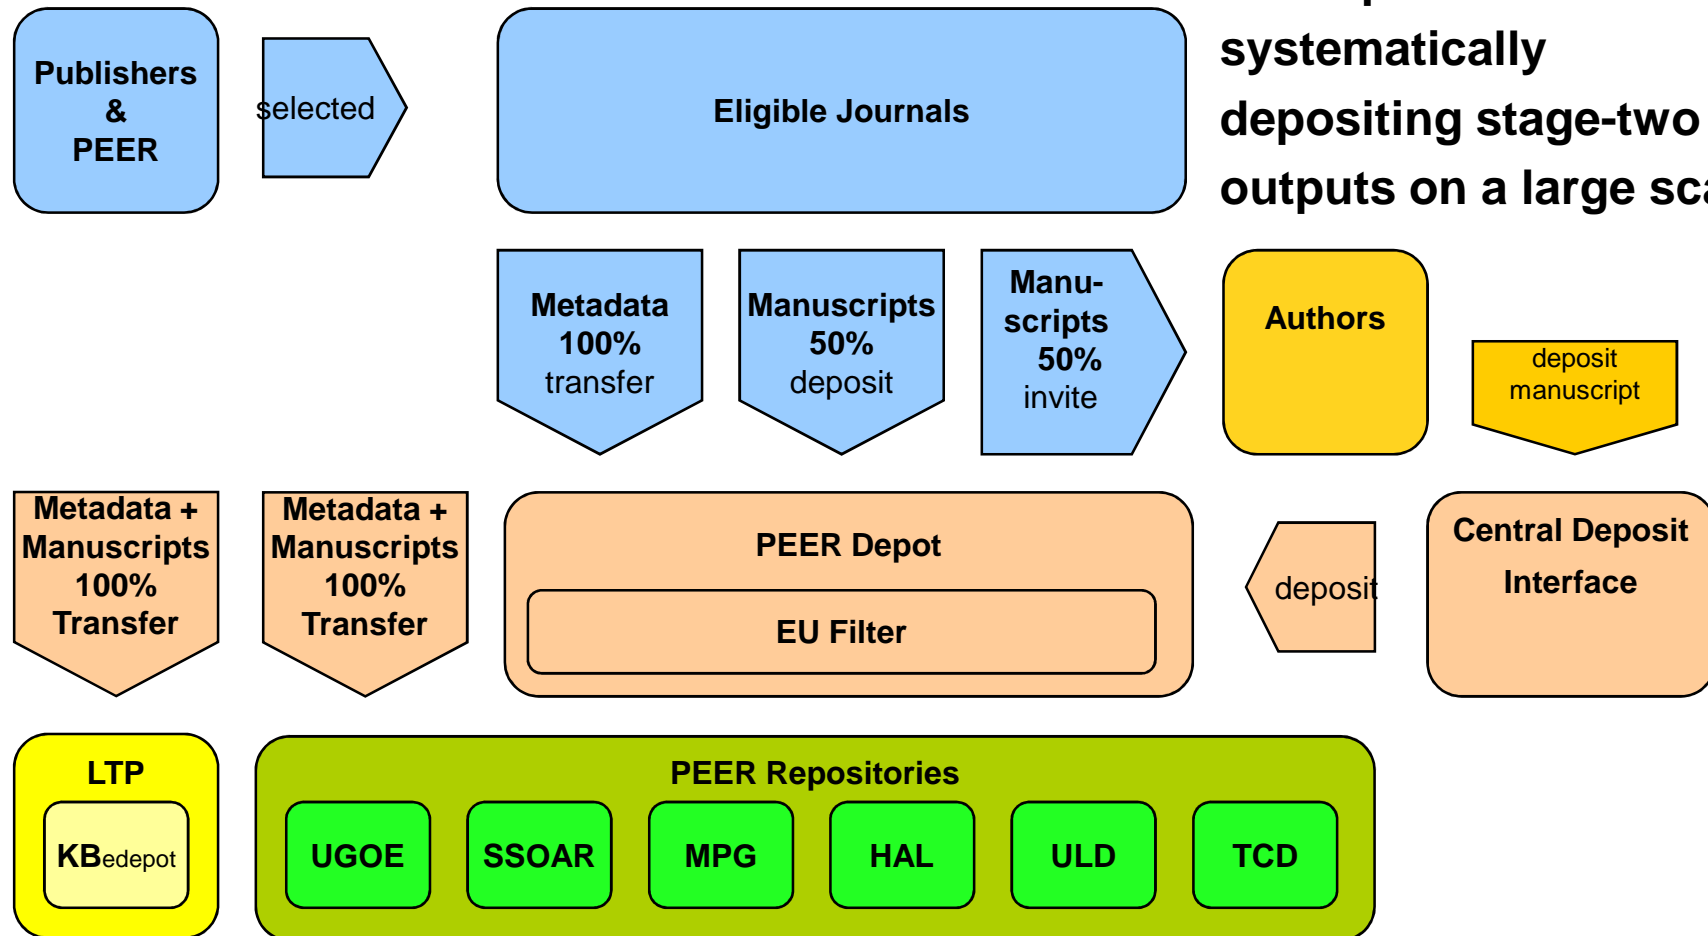 Publishers
&
PEER
selected
Eligible Journals
systematically
depositing stage-two
outputs on a large
Metadata
100%
transfer
Manuscripts
50%
deposit
Manu-
scripts
50%
invite
Authors
deposit
manuscript
Metadata +
Manuscripts
100%
Transfer
Metadata +
Manuscripts
100%
Transfer
PEER Depot
EU Filter
deposit
Central Deposit
Interface
LTP
KBedepot
PEER Repositories
UGOE
SSOAR
MPG
HAL
ULD
TCD